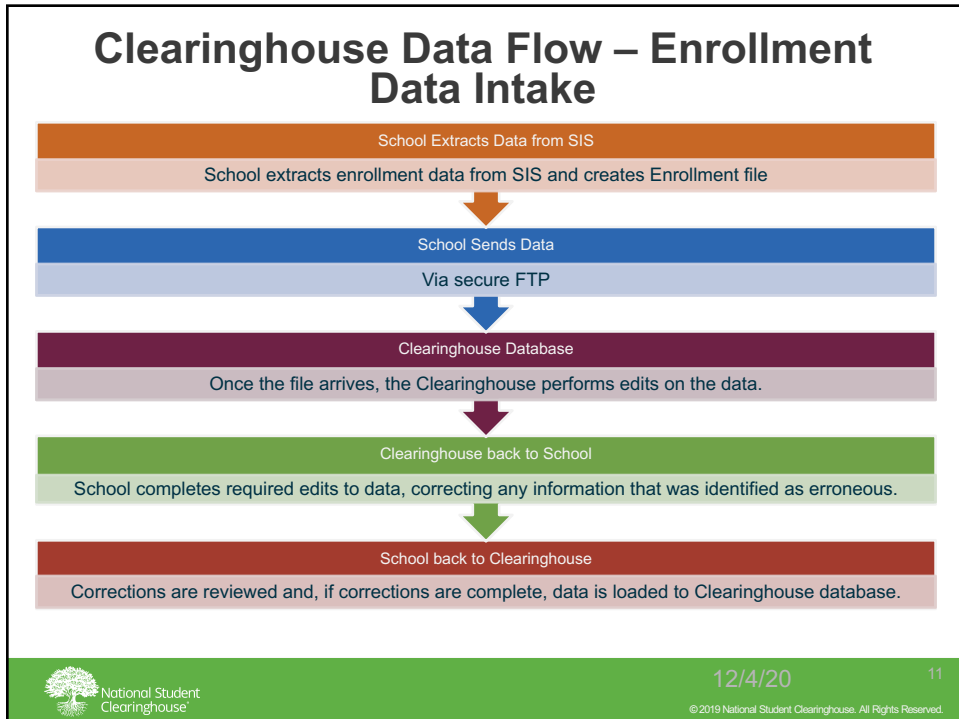 Clearinghouse Data Flow – Enrollment
Data Intake
School Extracts Data from SIS
School extracts enrollment data from SIS and creates Enrollment file
School Sends Data
Via secure FTP
Clearinghouse Database
Once the file arrives, the Clearinghouse performs edits on the data.
Clearinghouse back to School
School completes required edits to data, correcting any information that was identified as erroneous.
School back to Clearinghouse
Corrections are reviewed and, if corrections are complete, data is loaded to Clearinghouse database.
National Student
Clearinghouse®
12/4/20
11
© 2019 National Student Clearinghouse. All Rights Reserved.